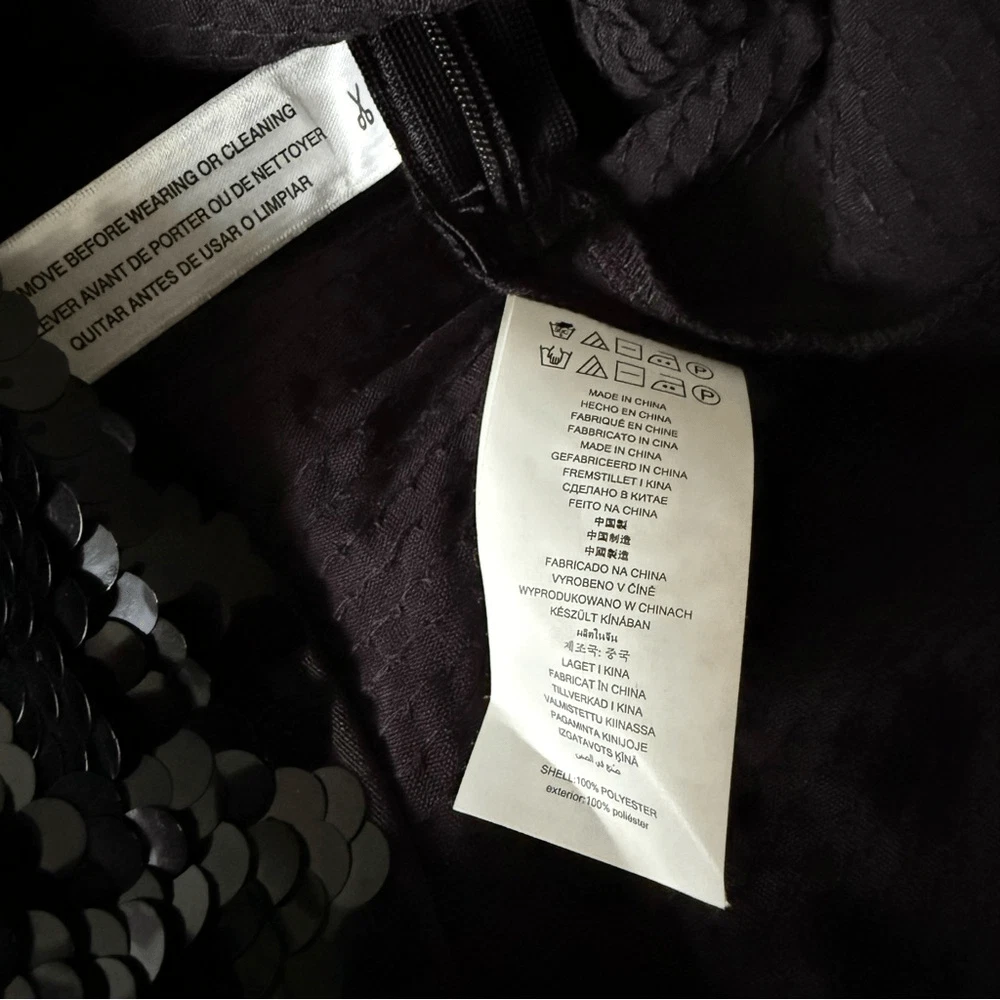 MOVE BEFORE WEARING OR CLEANING
EVER AVANT DE PORTER OU DE NETTOYER
QUITAR ANTES DE USAR O LIMPIAR
P
P
MADE IN CHINA
HECHO EN CHINA
FABRIQUÉ EN CHINE
FABBRICATO IN CINA
MADE IN CHINA
GEFABRICEERD IN CHINA
FREMSTILLET I KINA
СДЕЛАНО В КИТАЕ
FEITO NA CHINA
中国製
中国制造
中國製造
FABRICADO NA CHINA
VYROBENO V ČÍNĚ
WYPRODUKOWANO W CHINACH
KÉSZÜLT KÍNÁBAN
ผลิตในจีน
제조국: 중국
LAGET I KINA
FABRICAT ÎN CHINA
TILLVERKAD I KINA
VALMISTETTU KIINASSA
PAGAMINTA KINIJOJE
IZGATAVOTS ĶĪNĀ
صنع في الصين
SHELL:100% POLYESTER
exterior:100% poliéster